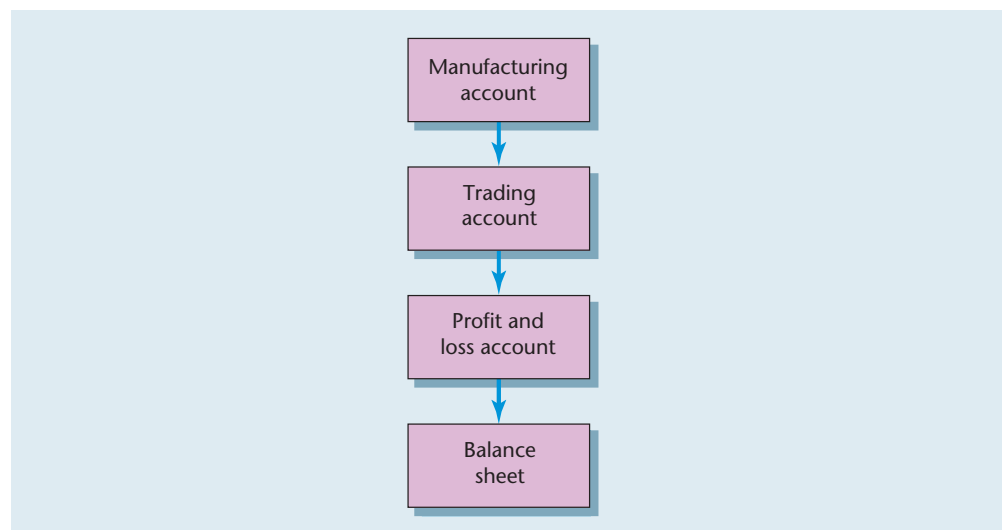 Manufacturing
account
Trading
account
Profit and
loss account
Balance
sheet